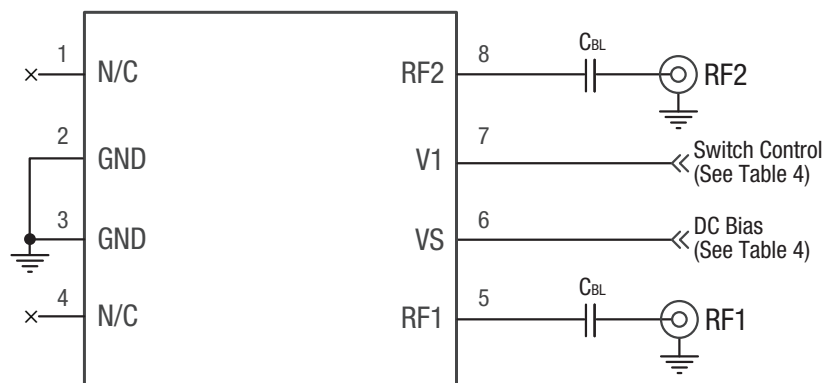 1 N/C
2 GND
3 GND
4 N/C
RF2 8 CBL RF2
V1 7 Switch Control
(See Table 4)
VS 6 DC Bias
(See Table 4)
RF1 5 CBL RF1